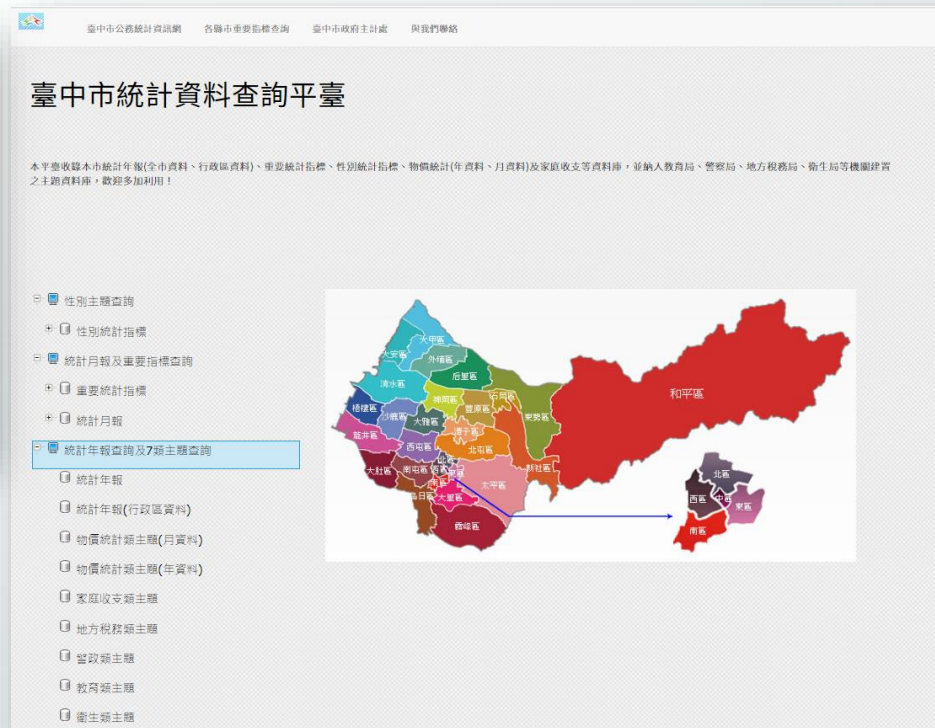 臺中市公務統計資訊網 各縣市重要指標查詢 臺中市政府主計處 與我們聯絡
臺中市統計資料查詢平臺
本平臺收錄本市統計年報(全市資料、行政區資料)、重要統計指標、性別統計指標、物價統計(年資料、月資料)及家庭收支等資料庫，並納入教育局、警察局、地方稅務局、衛生局等機關建置
之主題資料庫，歡迎多加利用！
性別主題查詢
性別統計指標
統計月報及重要指標查詢
重要統計指標
統計月報
統計年報查詢及7類主題查詢
統計年報
統計年報(行政區資料)
物價統計類主題(月資料)
物價統計類主題(年資料)
家庭收支類主題
地方稅務類主題
警政類主題
教育類主題
衛生類主題
大甲區
大安區
外埔區
后里區
清水區
神岡區
豐原區
石岡區
東勢區
和平區
梧棲區
沙鹿區
大雅區
潭子區
龍井區
西屯區
北屯區
新社區
大肚區
南屯區
西區
北區
東區
南區
太平區
烏日區
大里區
霧峰區
北區
西區
中區
東區
南區